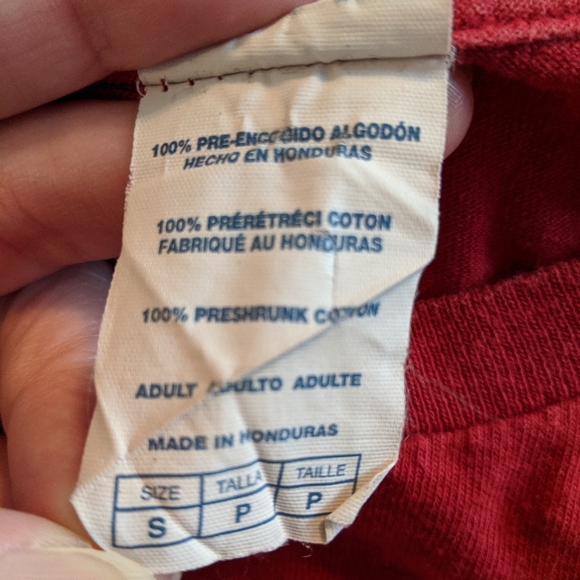 100% PRE-ENCOGIDO ALGODÓN
HECHO EN HONDURAS
100% PRÉRÉTRÉCI COTON
FABRIQUÉ AU HONDURAS
100% PRESHRUNK COTTON
ADULT ADULTO ADULTE
MADE IN HONDURAS
SIZE TALLA TAILLE
S P P